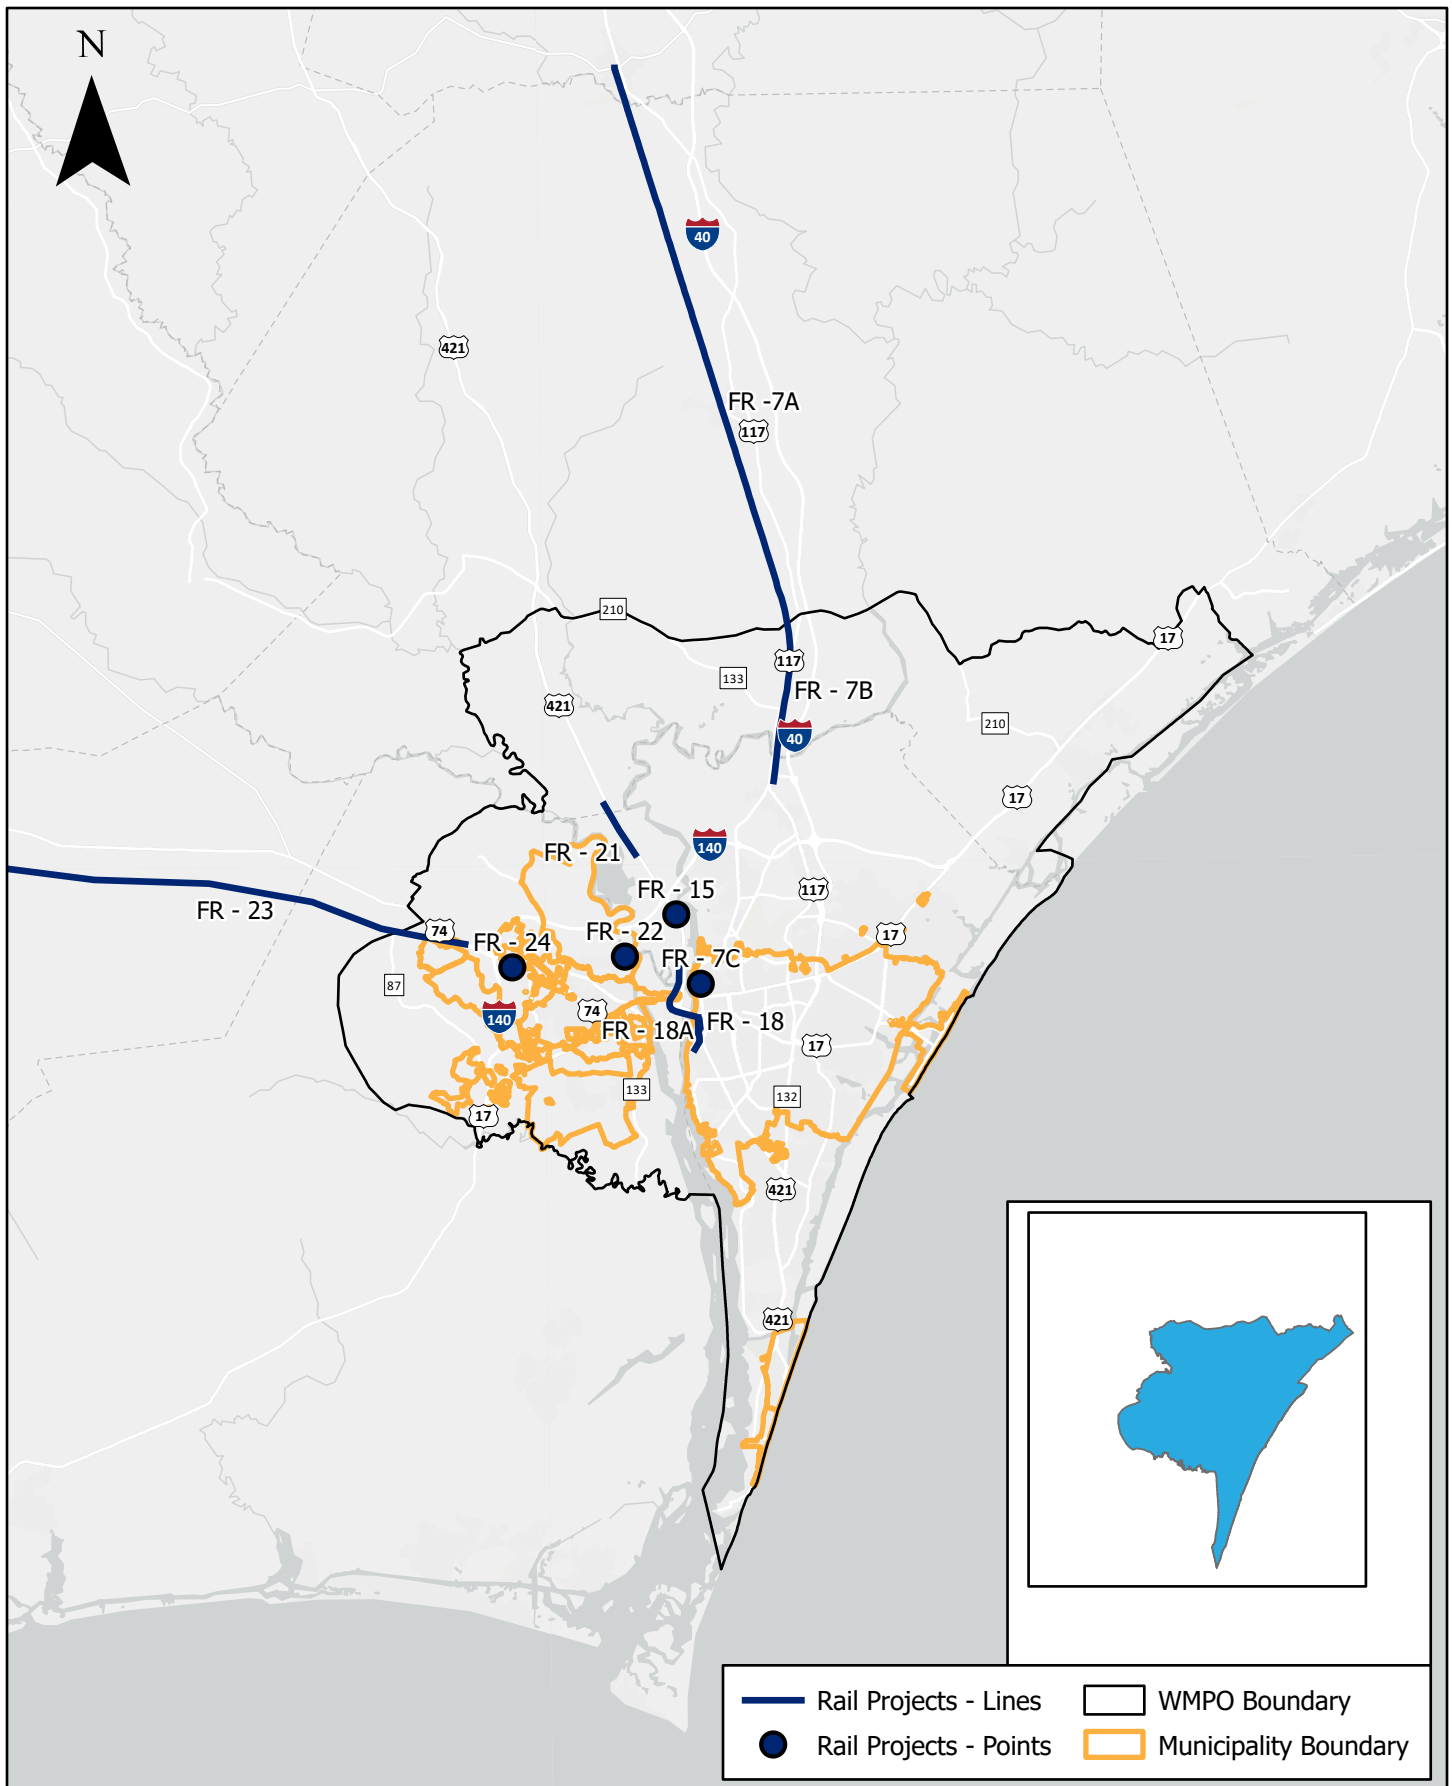 N
40
421
FR -7A
117
210
17
117
133
FR - 7B
421
210
40
17
140
FR - 21
FR - 15
117
FR - 23
74
FR - 22
17
FR - 24
FR - 7C
87
74
140
FR - 18A
FR - 18
17
133
132
17
421
421
Rail Projects - Lines
WMPO Boundary
Rail Projects - Points
Municipality Boundary